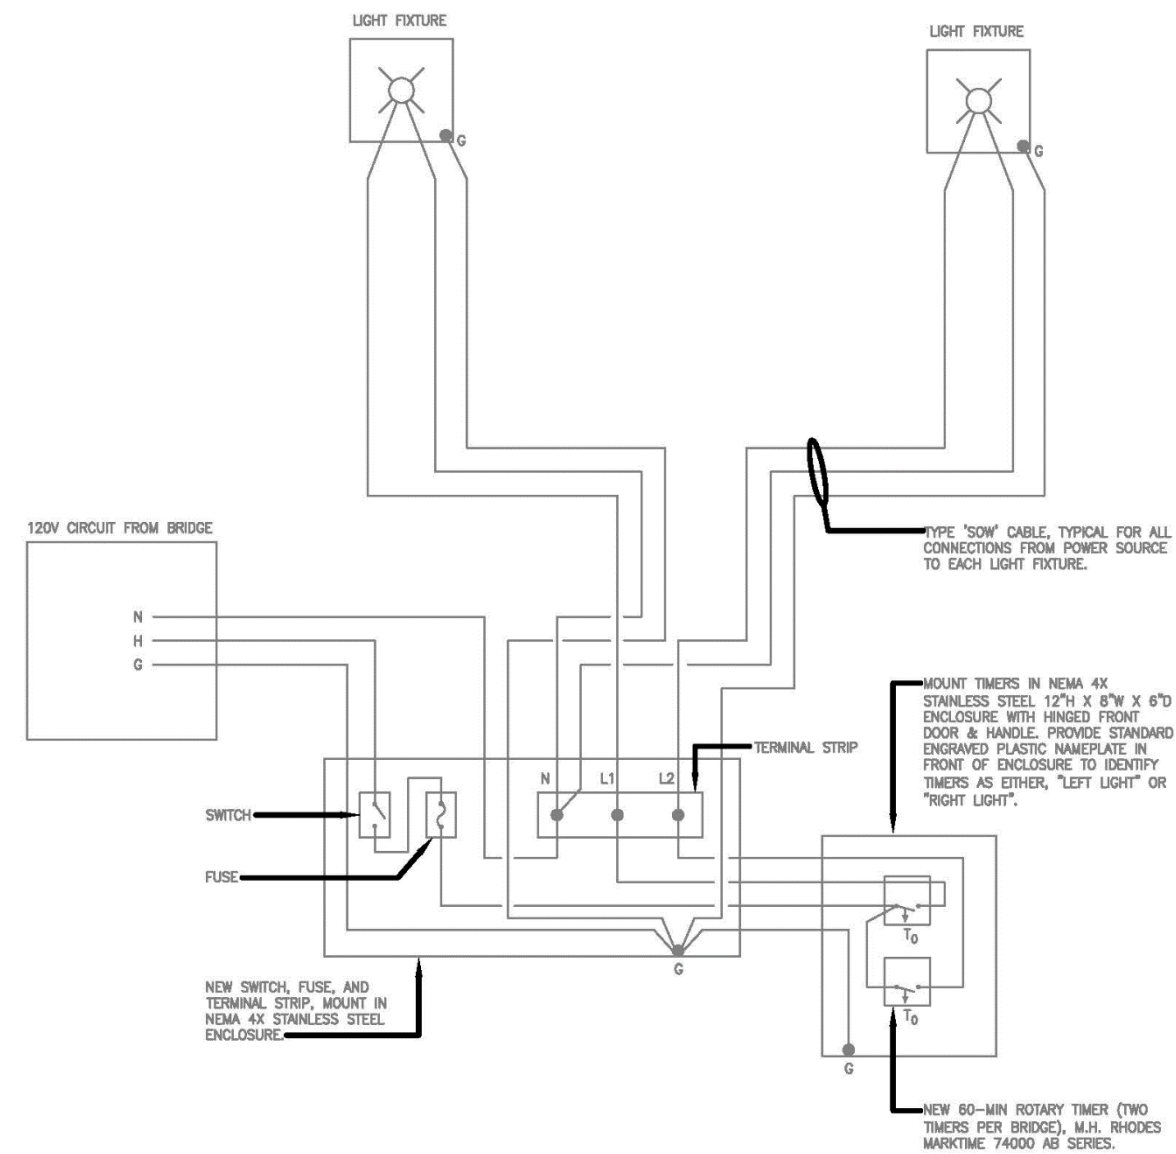 LIGHT FIXTURE
G
LIGHT FIXTURE
G
120V CIRCUIT FROM BRIDGE
N
H
G
TYPE 'SOW' CABLE, TYPICAL FOR ALL
CONNECTIONS FROM POWER SOURCE
TO EACH LIGHT FIXTURE.
MOUNT TIMERS IN NEMA 4X
STAINLESS STEEL 12"H X 8"W X 6"D
ENCLOSURE WITH HINGED FRONT
DOOR & HANDLE. PROVIDE STANDARD
ENGRAVED PLASTIC NAMEPLATE IN
FRONT OF ENCLOSURE TO IDENTIFY
TIMERS AS EITHER, "LEFT LIGHT" OR
"RIGHT LIGHT".
TERMINAL STRIP
N L1 L2
SWITCH
FUSE
G
NEW SWITCH, FUSE, AND
TERMINAL STRIP, MOUNT IN
NEMA 4X STAINLESS STEEL
ENCLOSURE.
TO
TO
G
NEW 60-MIN ROTARY TIMER (TWO
TIMERS PER BRIDGE), M.H. RHODES
MARKTIME 74000 AB SERIES.